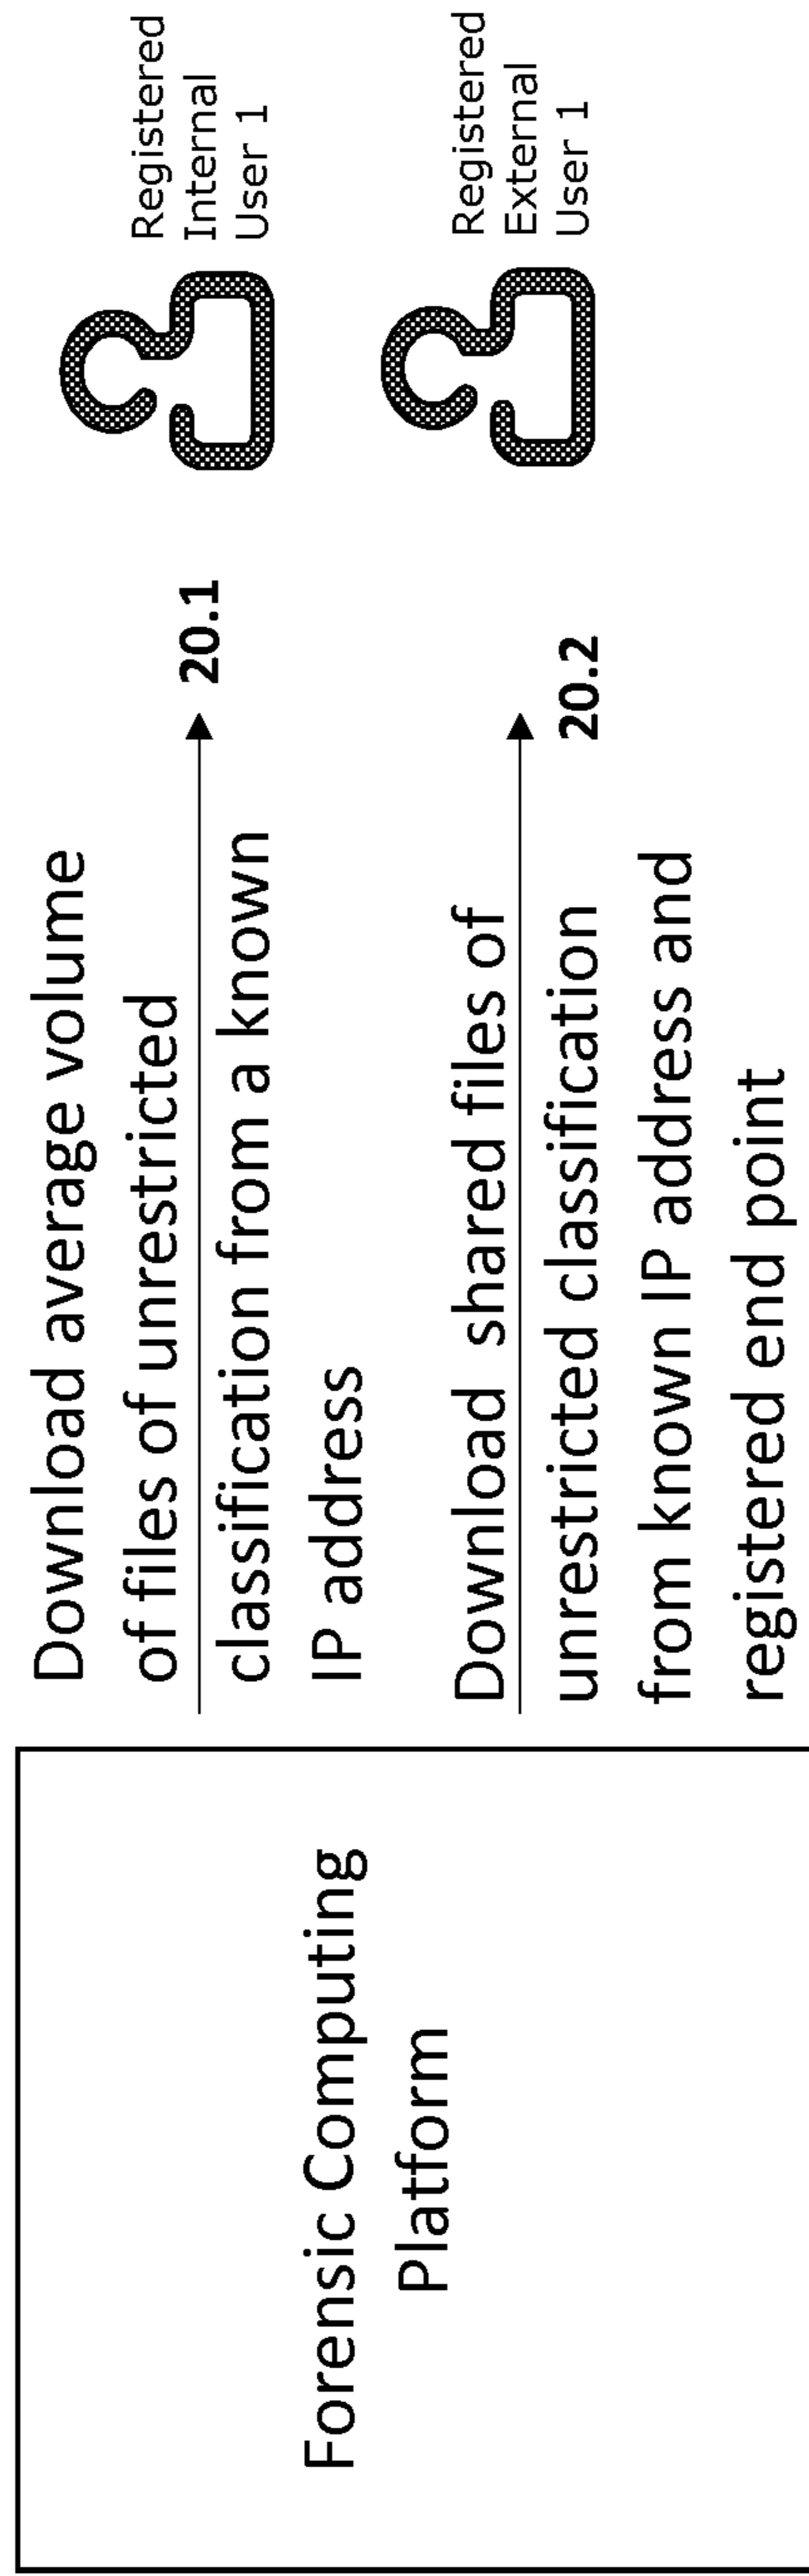 Forensic Computing
Platform
Download average volume
of files of unrestricted
classification from a known
IP address
20.1
Registered
Internal
User 1
Download shared files of
unrestricted classification
from known IP address and
registered end point
20.2
Registered
External
User 1